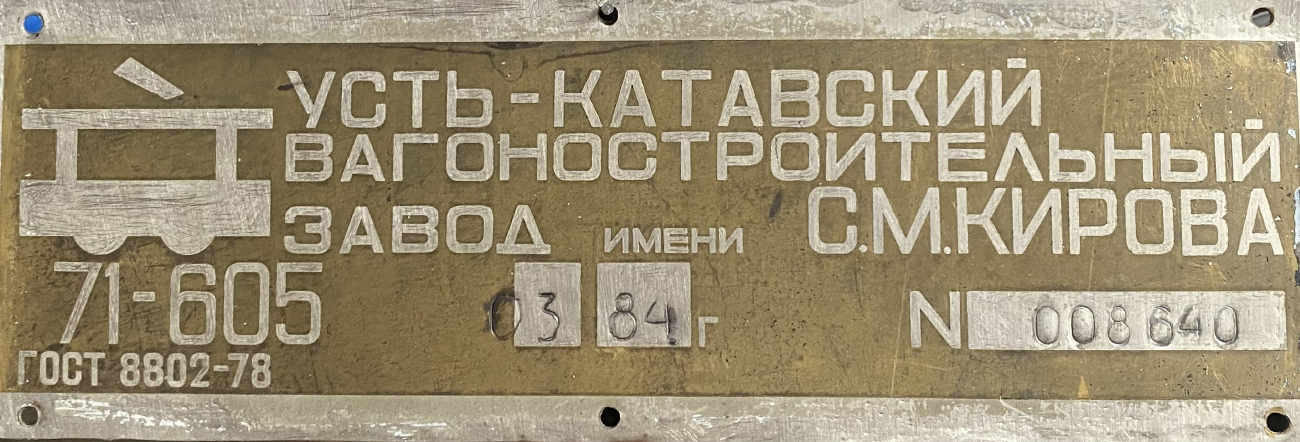 УСТЬ-КАТАВСКИЙ
ВАГОНОСТРОИТЕЛЬНЫЙ
ЗАВОД ИМЕНИ С.М.КИРОВА
71-605 03 84 г N 008640
ГОСТ 8802-78